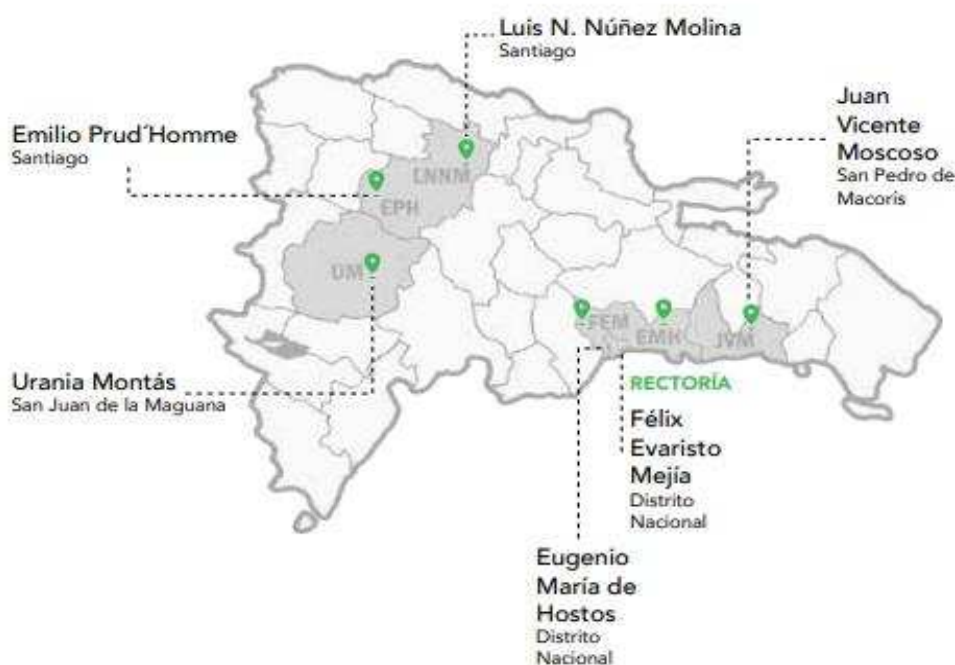 Luis N. Núñez Molina
Santiago
Emilio Prud´Homme
Santiago
Juan
Vicente
Moscoso
San Pedro de
Macorís
LNNM
EPH
UM
FEM
EMH
JVM
Urania Montás
San Juan de la Maguana
RECTORÍA
Félix
Evaristo
Mejía
Distrito
Nacional
Eugenio
María de
Hostos
Distrito
Nacional